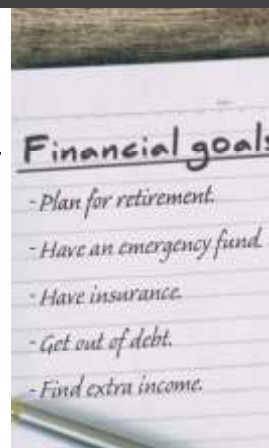 Financial goals
- Plan for retirement.
- Have an emergency fund.
- Have insurance.
- Get out of debt.
- Find extra income.